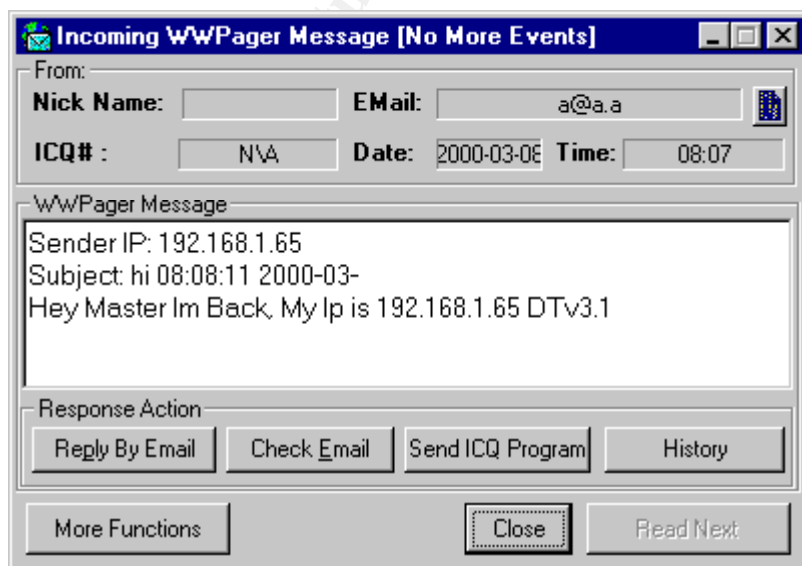 Incoming WWPager Message [No More Events]
From:
Nick Name:
EMail: a@a.a
ICQ# : N\A Date: 2000-03-08 Time: 08:07
WWPager Message
Sender IP: 192.168.1.65
Subject: hi 08:08:11 2000-03-
Hey Master Im Back, My Ip is 192.168.1.65 DTv3.1
Response Action
Reply By Email Check Email Send ICQ Program History
More Functions Close Read Next